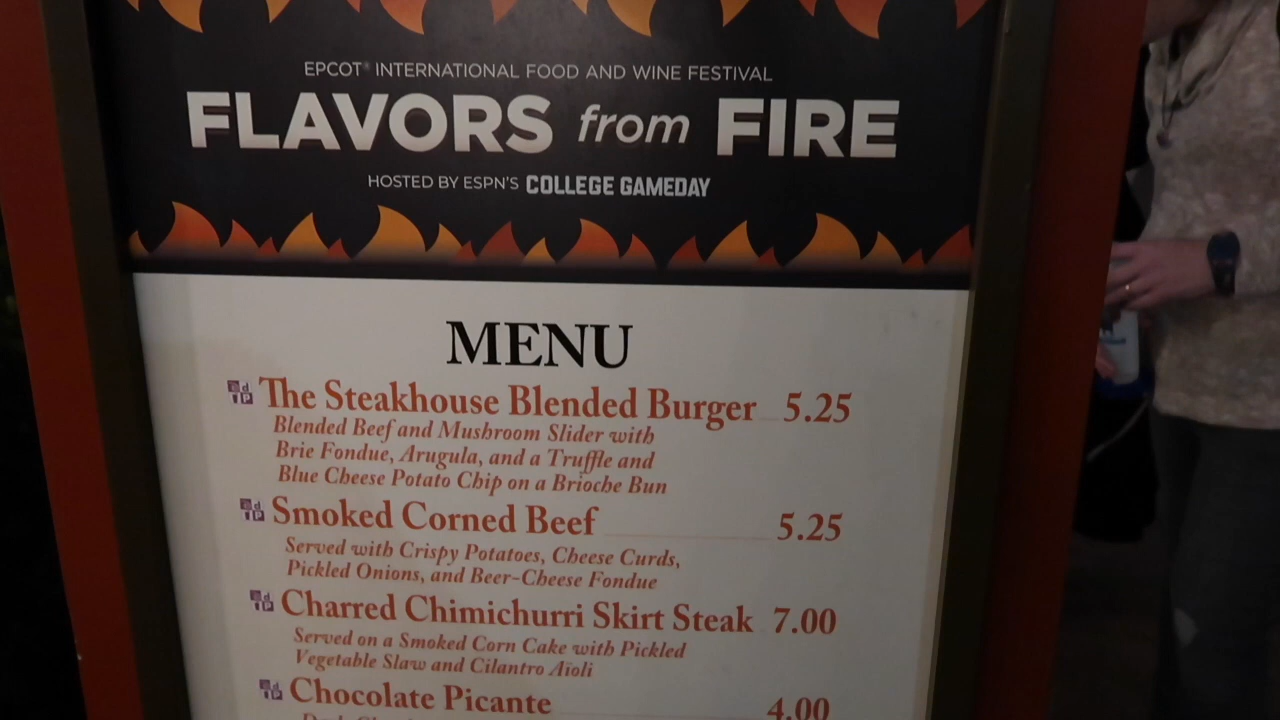 EPCOT® INTERNATIONAL FOOD AND WINE FESTIVAL
FLAVORS from FIRE
HOSTED BY ESPN'S COLLEGE GAMEDAY
MENU
The Steakhouse Blended Burger 5.25
Blended Beef and Mushroom Slider with
Brie Fondue, Arugula, and a Truffle and
Blue Cheese Potato Chip on a Brioche Bun
Smoked Corned Beef 5.25
Served with Crispy Potatoes, Cheese Curds,
Pickled Onions, and Beer-Cheese Fondue
Charred Chimichurri Skirt Steak 7.00
Served on a Smoked Corn Cake with Pickled
Vegetable Slaw and Cilantro Aïoli
Chocolate Picante 4.00